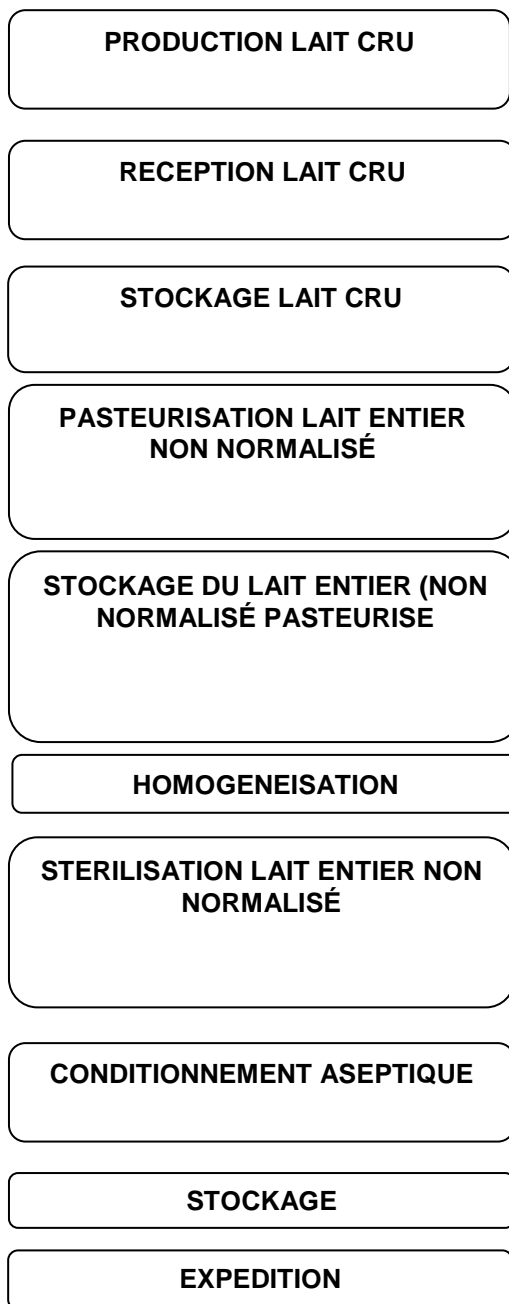 PRODUCTION LAIT CRU
RECEPTION LAIT CRU
STOCKAGE LAIT CRU
PASTEURISATION LAIT ENTIER
NON NORMALISÉ
STOCKAGE DU LAIT ENTIER (NON
NORMALISÉ PASTEURISE
HOMOGENEISATION
STERILISATION LAIT ENTIER NON
NORMALISÉ
CONDITIONNEMENT ASEPTIQUE
STOCKAGE
EXPEDITION